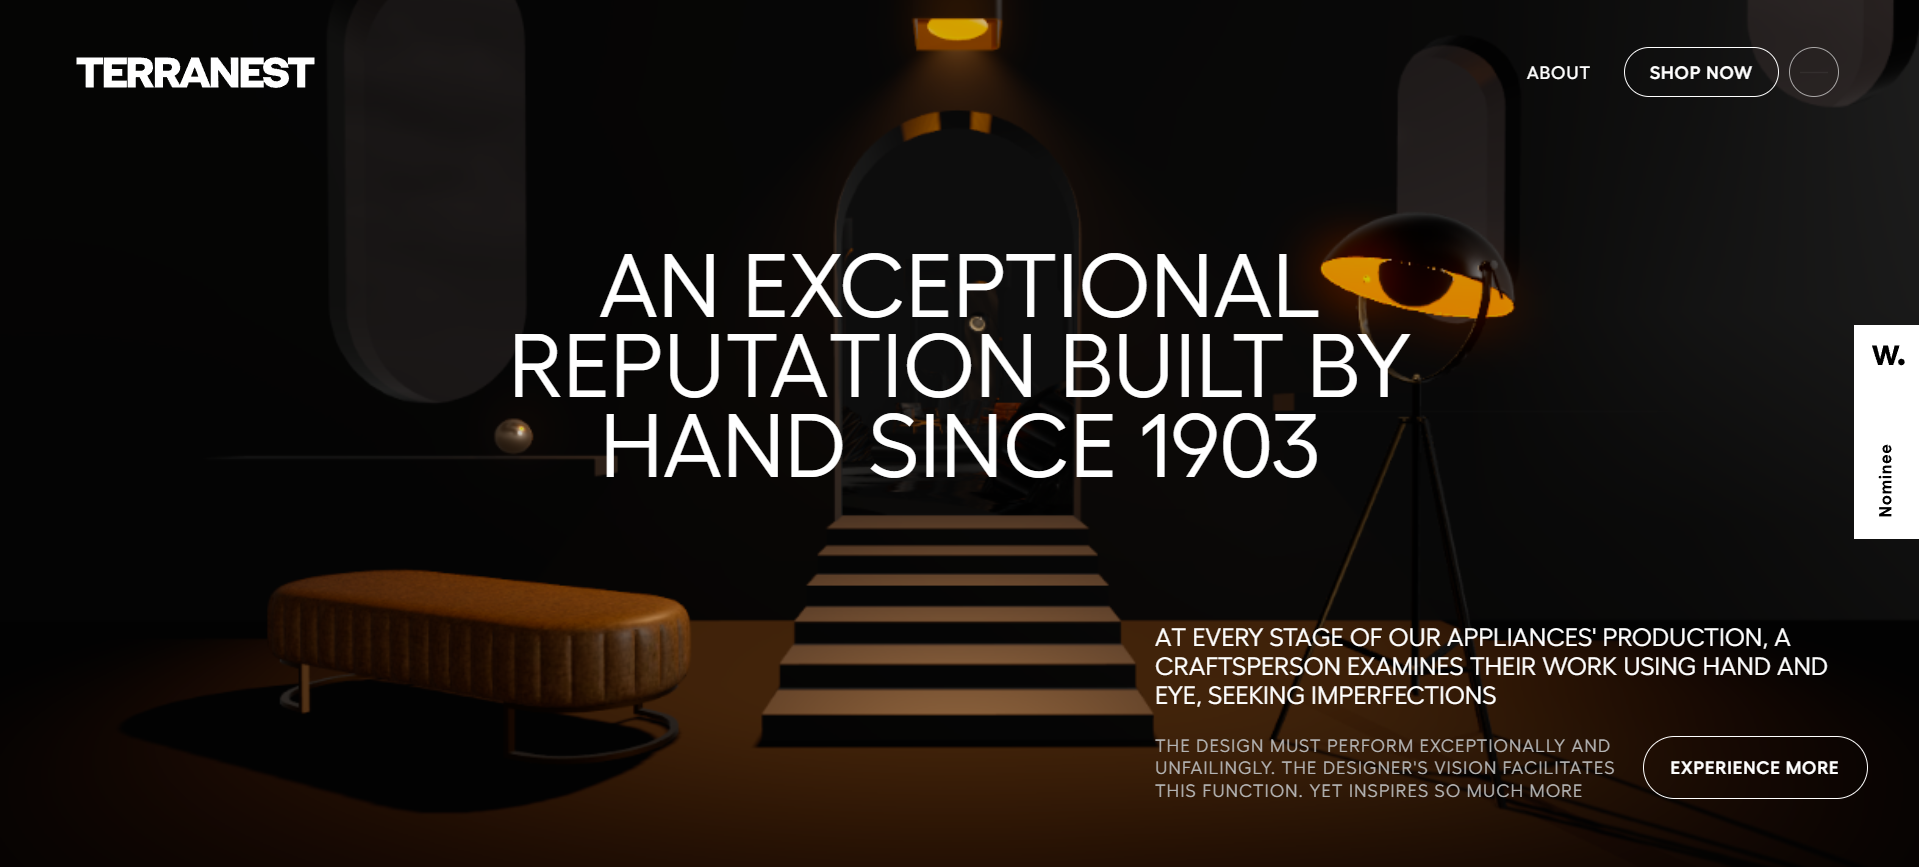 TERRANEST
ABOUT
SHOP NOW
AN EXCEPTIONAL
REPUTATION BUILT BY
HAND SINCE 1903
W.
Nominee
AT EVERY STAGE OF OUR APPLIANCES' PRODUCTION, A
CRAFTSPERSON EXAMINES THEIR WORK USING HAND AND
EYE, SEEKING IMPERFECTIONS
THE DESIGN MUST PERFORM EXCEPTIONALLY AND
UNFAILINGLY. THE DESIGNER'S VISION FACILITATES
THIS FUNCTION. YET INSPIRES SO MUCH MORE
EXPERIENCE MORE